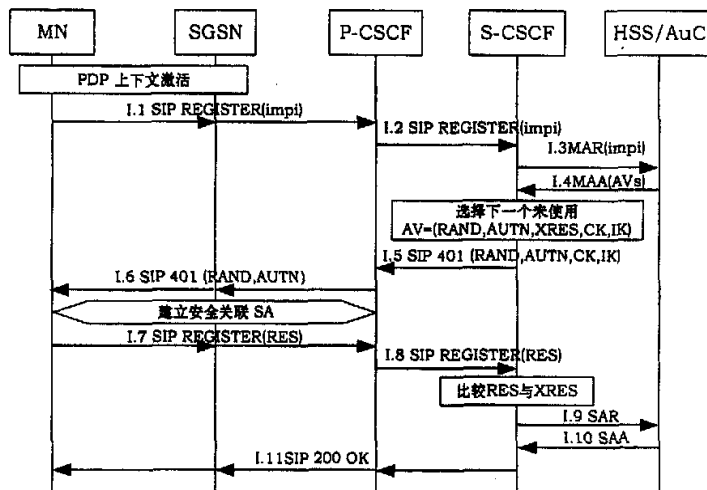 MN SGSN P-CSCF S-CSCF HSS/AuC
PDP 上下文激活
I.1 SIP REGISTER(impi)
I.2 SIP REGISTER(impi)
I.3MAR(impi)
I.4MAA(AVs)
选择下一个来使用
AV=(RAND,AUTN,XRES,CK,IK)
I.5 SIP 401 (RAND,AUTN,CK,IK)
I.6 SIP 401 (RAND,AUTN)
建立安全关联 SA
I.7 SIP REGISTER(RES)
I.8 SIP REGISTER(RES)
比较RES与XRES
I.9 SAR
I.10 SAA
I.11SIP 200 OK